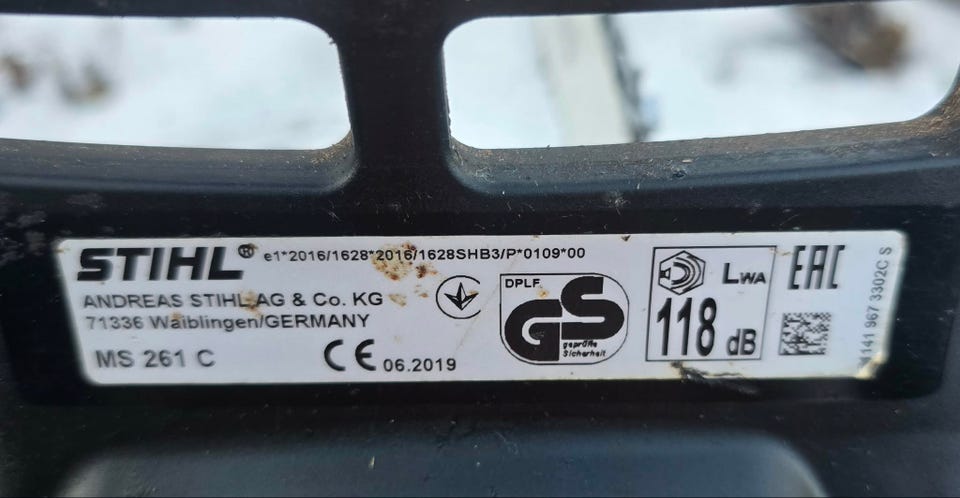 STIHL® e1*2016/1628*2016/1628SHB3/P*0109*00
ANDREAS STIHL AG & Co. KG
71336 Waiblingen/GERMANY
MS 261 C
CE 06.2019
DPLF
GS
geprüfte
Sicherheit
LWA
118 dB
EAC
1141 967 3302C S